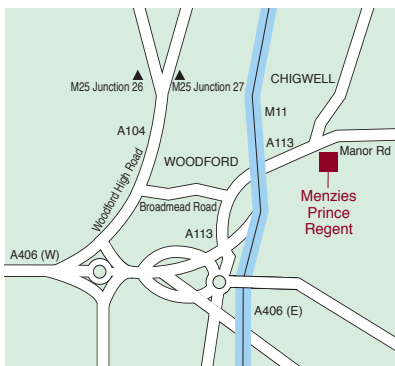 CHIGWELL
M25 Junction 26
M25 Junction 27
M11
A104
A113
Manor Rd
WOODFORD
Woodford High Road
Menzies
Prince
Regent
Broadmead Road
A113
A406 (W)
A406 (E)